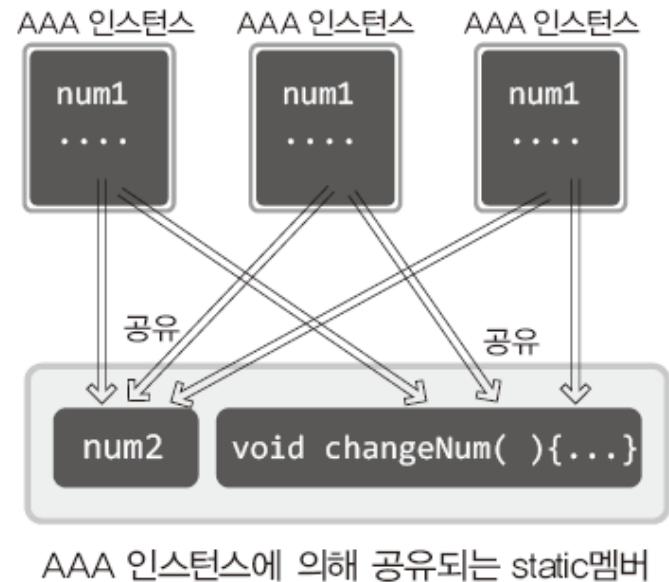 AAA 인스턴스 AAA 인스턴스 AAA 인스턴스
num1 num1 num1
.... .... ....
공유 공유
num2 void changeNum( ){...}
AAA 인스턴스에 의해 공유되는 static멤버